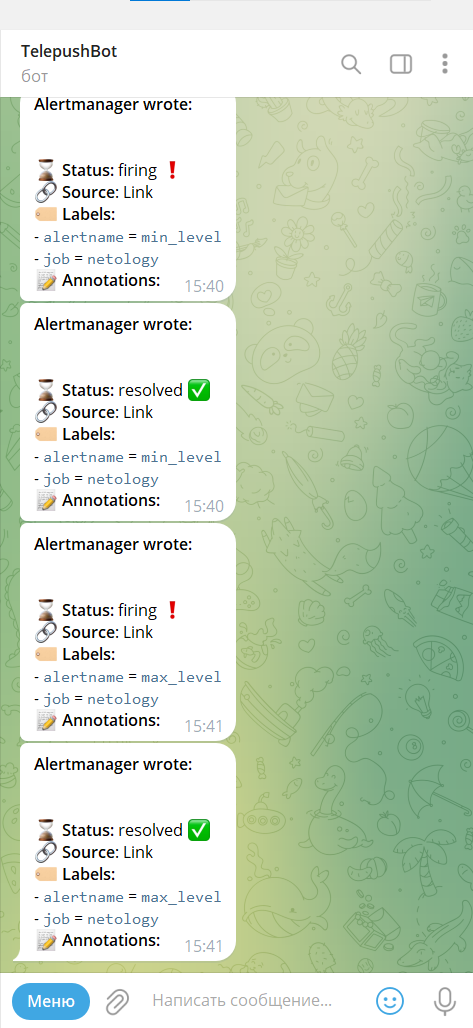 TelepushBot
бот
Alertmanager wrote:
Status: firing ❗
Source: Link
Labels:
- alertname = min_level
- job = netology
Annotations:
15:40
Alertmanager wrote:
Status: resolved ✅
Source: Link
Labels:
- alertname = min_level
- job = netology
Annotations:
15:40
Alertmanager wrote:
Status: firing ❗
Source: Link
Labels:
- alertname = max_level
- job = netology
Annotations:
15:41
Alertmanager wrote:
Status: resolved ✅
Source: Link
Labels:
- alertname = max_level
- job = netology
Annotations:
15:41
Меню
Написать сообщение...